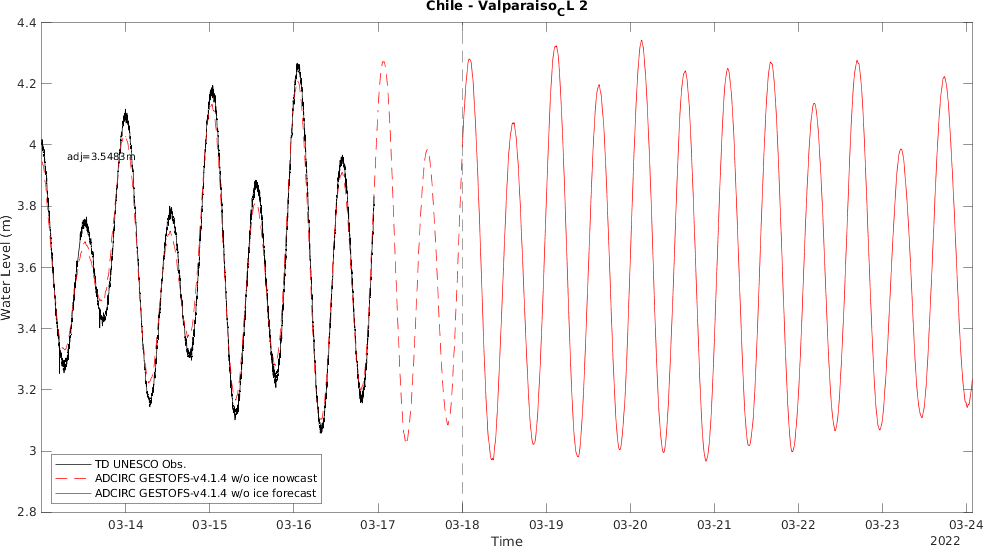 Chile - Valparaiso_CL 2
4.4
4.2
4
3.8
3.6
3.4
3.2
3
2.8
Water Level (m)
adj=3.5483m
TD UNESCO Obs.
ADCIRC GESTOFS-v4.1.4 w/o ice nowcast
ADCIRC GESTOFS-v4.1.4 w/o ice forecast
03-14 03-15 03-16 03-17 03-18 03-19 03-20 03-21 03-22 03-23 03-24
Time
2022